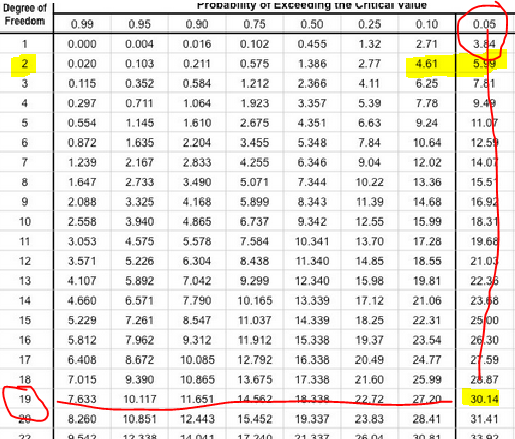 Degree of Freedom Probability of Exceeding the Critical Value
0.99 0.95 0.90 0.75 0.50 0.25 0.10 0.05
1 0.000 0.004 0.016 0.102 0.455 1.32 2.71 3.84
2 0.020 0.103 0.211 0.575 1.386 2.77 4.61 5.99
3 0.115 0.352 0.584 1.212 2.366 4.11 6.25 7.81
4 0.297 0.711 1.064 1.923 3.357 5.39 7.78 9.49
5 0.554 1.145 1.610 2.675 4.351 6.63 9.24 11.07
6 0.872 1.635 2.204 3.455 5.348 7.84 10.64 12.59
7 1.239 2.167 2.833 4.255 6.346 9.04 12.02 14.07
8 1.647 2.733 3.490 5.071 7.344 10.22 13.36 15.51
9 2.088 3.325 4.168 5.899 8.343 11.39 14.68 16.92
10 2.558 3.940 4.865 6.737 9.342 12.55 15.99 18.31
11 3.053 4.575 5.578 7.584 10.341 13.70 17.28 19.68
12 3.571 5.226 6.304 8.438 11.340 14.85 18.55 21.03
13 4.107 5.892 7.042 9.299 12.340 15.98 19.81 22.36
14 4.660 6.571 7.790 10.165 13.339 17.12 21.06 23.68
15 5.229 7.261 8.547 11.037 14.339 18.25 22.31 25.00
16 5.812 7.962 9.312 11.912 15.338 19.37 23.54 26.30
17 6.408 8.672 10.085 12.792 16.338 20.49 24.77 27.59
18 7.015 9.390 10.865 13.675 17.338 21.60 25.99 28.87
19 7.633 10.117 11.651 14.562 18.338 22.72 27.20 30.14
20 8.260 10.851 12.443 15.452 19.337 23.83 28.41 31.41